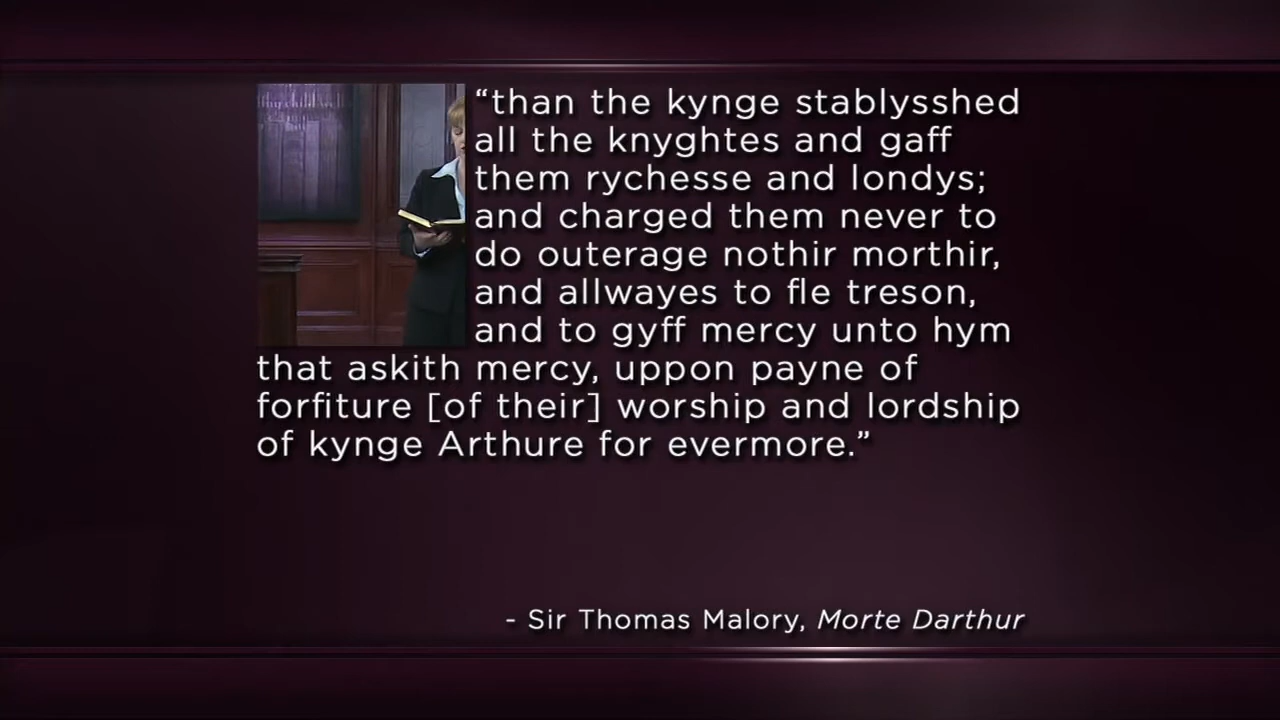 “than the kynge stablysshed
all the knyghtes and gaff
them rychesse and londys;
and charged them never to
do outerage nothir morthir,
and allwayes to fle treson,
and to gyff mercy unto hym
that askith mercy, uppon payne of
forfiture [of their] worship and lordship
of kynge Arthure for evermore.”
- Sir Thomas Malory, Morte Darthur